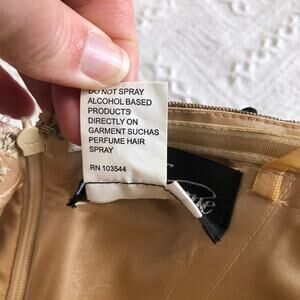 DO NOT SPRAY
ALCOHOL BASED
PRODUCTS
DIRECTLY ON
GARMENT SUCHAS
PERFUME HAIR
SPRAY
RN 103544